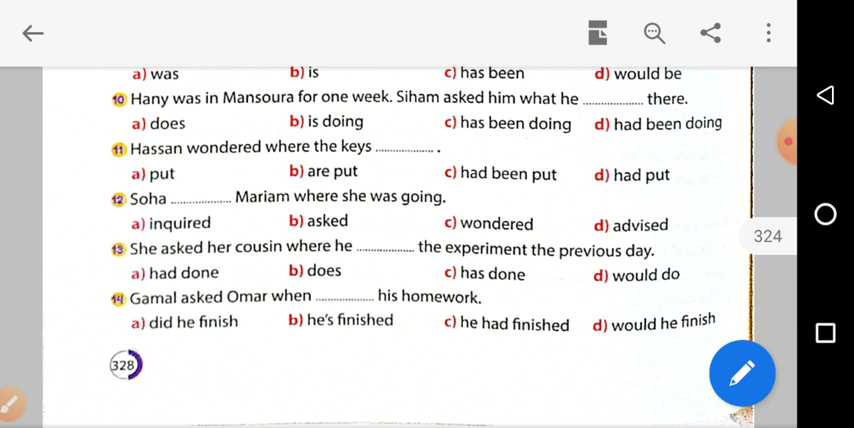 a) was b) is c) has been d) would be
10 Hany was in Mansoura for one week. Siham asked him what he .................. there.
a) does b) is doing c) has been doing d) had been doing
11 Hassan wondered where the keys .................. .
a) put b) are put c) had been put d) had put
12 Soha .................. Mariam where she was going.
a) inquired b) asked c) wondered d) advised
13 She asked her cousin where he .................. the experiment the previous day.
a) had done b) does c) has done d) would do
324
14 Gamal asked Omar when .................. his homework.
a) did he finish b) he's finished c) he had finished d) would he finish
328